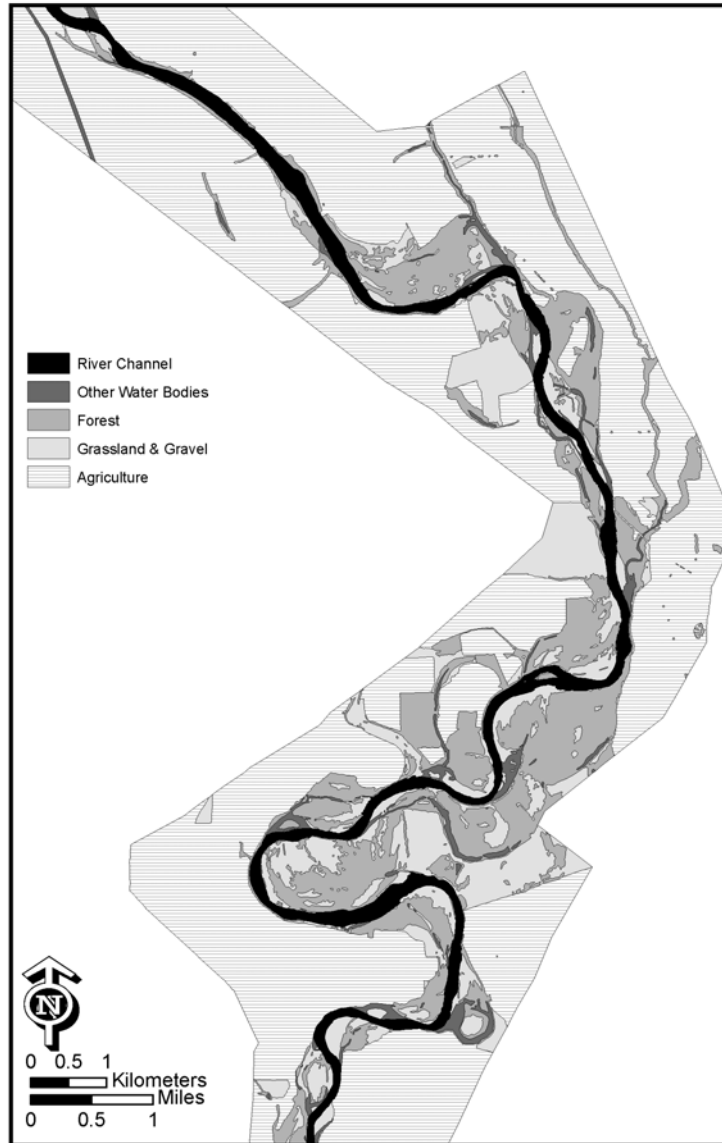 River Channel
Other Water Bodies
Forest
Grassland & Gravel
Agriculture
N
0 0.5 1
Kilometers
Miles
0 0.5 1